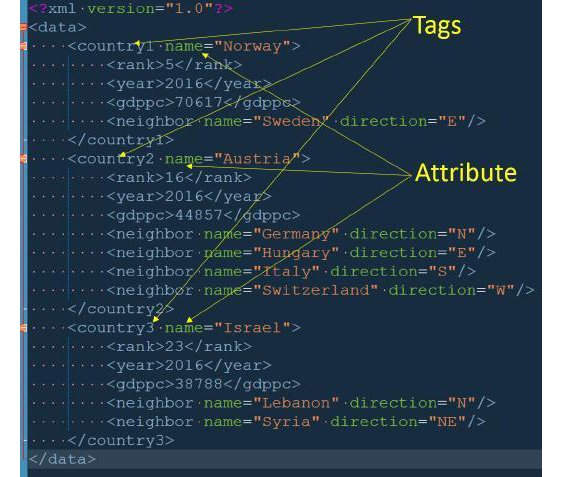 <?xml version="1.0"?>
<data>
<country1 name="Norway">
<rank>5</rank>
<year>2016</year>
<gdppc>70617</gdppc>
<neighbor name="Sweden" direction="E"/>
</country1>
<country2 name="Austria">
<rank>16</rank>
<year>2016</year>
<gdppc>44857</gdppc>
<neighbor name="Germany" direction="N"/>
<neighbor name="Hungary" direction="E"/>
<neighbor name="Italy" direction="S"/>
<neighbor name="Switzerland" direction="W"/>
</country2>
<country3 name="Israel">
<rank>23</rank>
<year>2016</year>
<gdppc>38788</gdppc>
<neighbor name="Lebanon" direction="N"/>
<neighbor name="Syria" direction="NE"/>
</country3>
</data>
Tags
Attribute